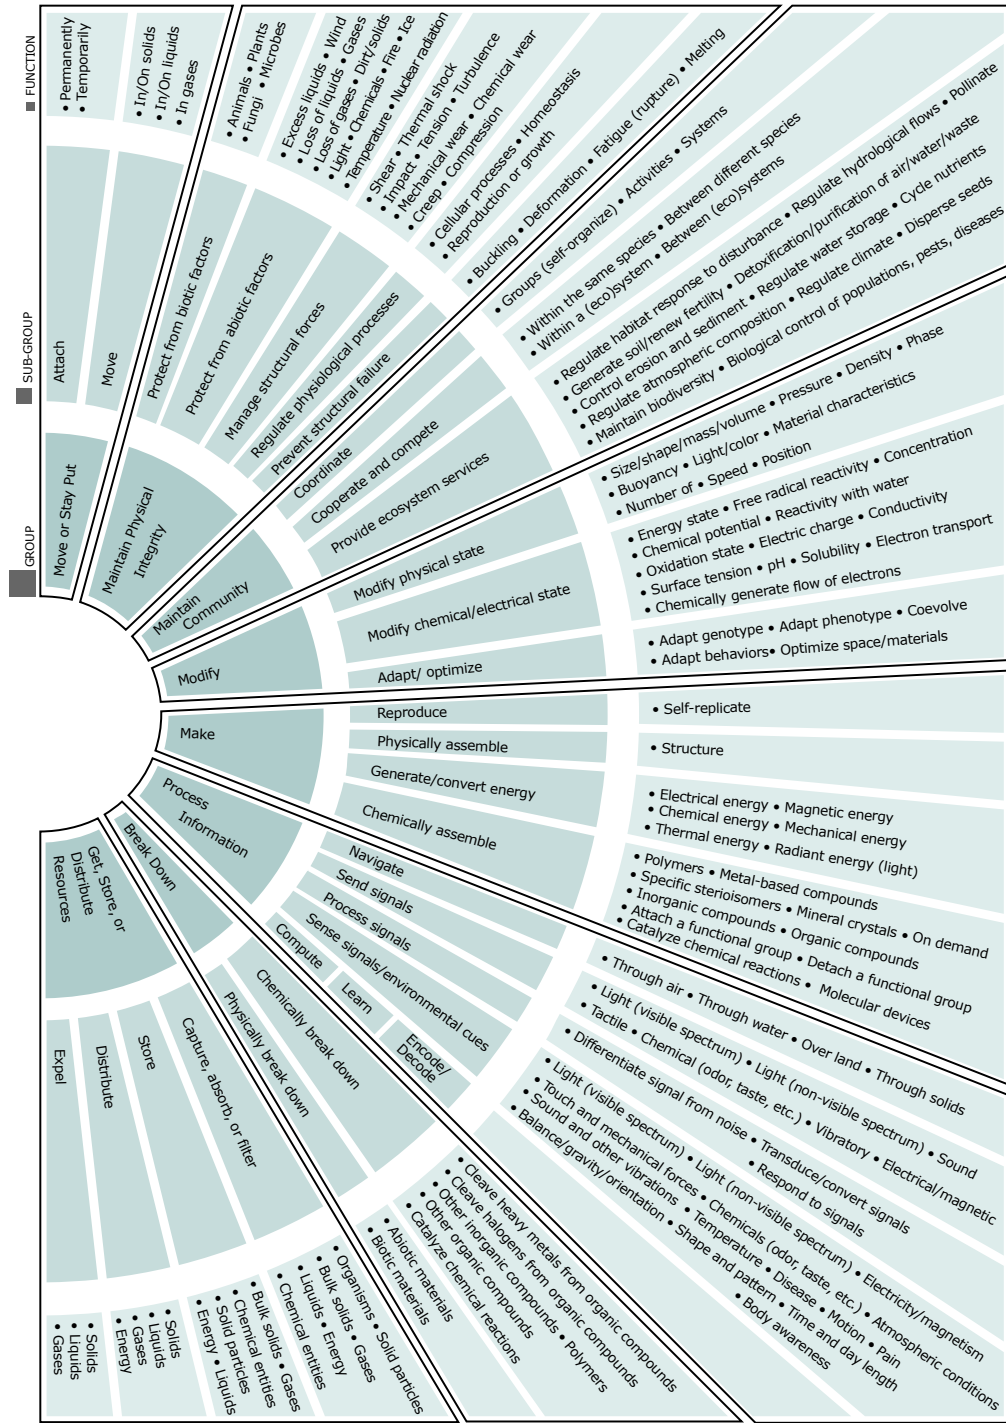 GROUP
SUB-GROUP
FUNCTION
Move or Stay Put
Attach
• Permanently
• Temporarily
Move
• In/On solids
• In/On liquids
• In gases
Maintain Physical
Integrity
Protect from biotic factors
• Animals • Plants
• Fungi • Microbes
Protect from abiotic factors
• Excess liquids • Wind
• Loss of liquids • Gases
• Loss of gases • Dirt/solids
• Light • Chemicals • Fire • Ice
• Temperature • Nuclear radiation
Manage structural forces
• Shear • Thermal shock
• Impact • Tension • Turbulence
• Mechanical wear • Chemical wear
• Creep • Compression
Regulate physiological processes
• Cellular processes • Homeostasis
• Reproduction or growth
Prevent structural failure
• Buckling • Deformation • Fatigue (rupture) • Melting
Maintain
Community
Coordinate
• Groups (self-organize) • Activities • Systems
Cooperate and compete
• Within the same species • Between different species
• Within a (eco)system • Between (eco)systems
Provide ecosystem services
• Regulate habitat response to disturbance • Regulate hydrological flows • Pollinate
• Generate soil/renew fertility • Detoxification/purification of air/water/waste
• Control erosion and sediment • Regulate water storage • Cycle nutrients
• Regulate atmospheric composition • Regulate climate • Disperse seeds
• Maintain biodiversity • Biological control of populations, pests, diseases
Modify
Modify physical state
• Size/shape/mass/volume • Pressure • Density • Phase
• Buoyancy • Light/color • Material characteristics
• Number of • Speed • Position
Modify chemical/electrical state
• Energy state • Free radical reactivity • Concentration
• Chemical potential • Reactivity with water
• Oxidation state • Electric charge • Conductivity
• Surface tension • pH • Solubility • Electron transport
• Chemically generate flow of electrons
Adapt/ optimize
• Adapt genotype • Adapt phenotype • Coevolve
• Adapt behaviors• Optimize space/materials
Make
Reproduce
• Self-replicate
Physically assemble
• Structure
Generate/convert energy
• Electrical energy • Magnetic energy
• Chemical energy • Mechanical energy
• Thermal energy • Radiant energy (light)
Chemically assemble
• Polymers • Metal-based compounds
• Specific sterioisomers • Mineral crystals • On demand
• Inorganic compounds • Organic compounds
• Attach a functional group • Detach a functional group
• Catalyze chemical reactions • Molecular devices
Process
Information
Navigate
• Through air • Through water • Over land • Through solids
Send signals
• Light (visible spectrum) • Light (non-visible spectrum) • Sound
• Tactile • Chemical (odor, taste, etc.) • Vibratory • Electrical/magnetic
Process signals
• Differentiate signal from noise • Transduce/convert signals
• Respond to signals
Sense signals/environmental cues
• Light (visible spectrum) • Light (non-visible spectrum) • Electricity/magnetism
• Touch and mechanical forces • Chemicals (odor, taste, etc.) • Atmospheric conditions
• Sound and other vibrations • Temperature • Disease • Motion • Pain
• Balance/gravity/orientation • Shape and pattern • Time and day length
• Body awareness
Compute
Learn
Encode/
Decode
Break Down
Chemically break down
• Cleave heavy metals from organic compounds
• Cleave halogens from organic compounds
• Other inorganic compounds • Polymers
• Other organic compounds
• Catalyze chemical reactions
Physically break down
• Abiotic materials
• Biotic materials
Get, Store, or
Distribute
Resources
Capture, absorb, or filter
• Organisms • Solid particles
• Bulk solids • Gases
• Liquids • Energy
• Chemical entities
Store
• Bulk solids • Gases
• Chemical entities
• Solid particles
• Energy • Liquids
Distribute
• Solids
• Liquids
• Gases
• Energy
Expel
• Solids
• Liquids
• Gases